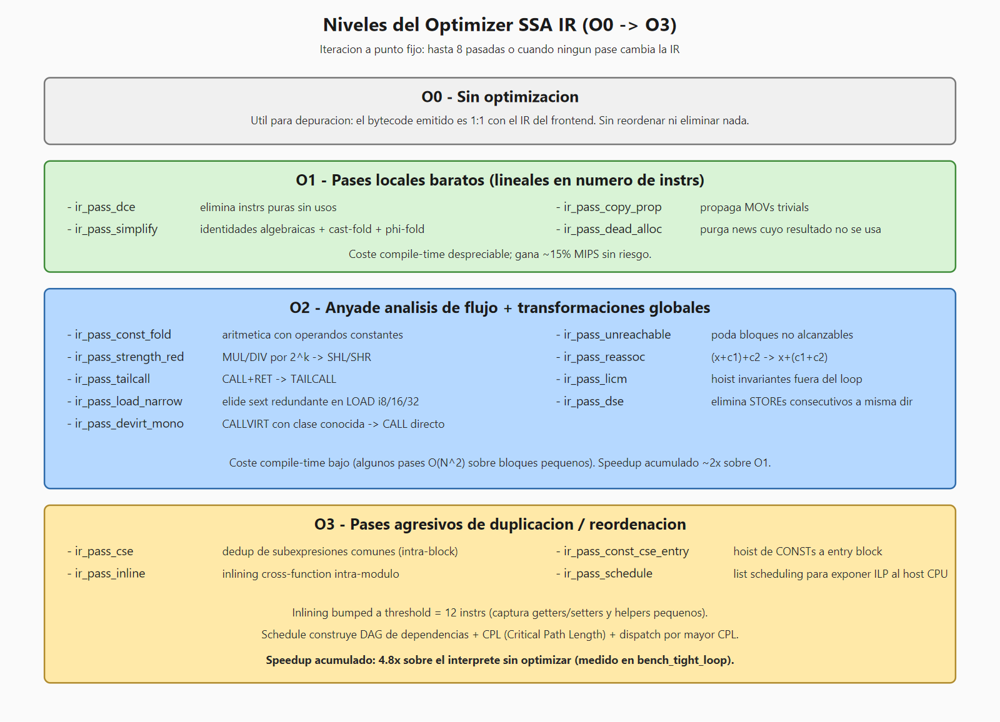 Niveles del Optimizer SSA IR (O0 -> O3)
Iteracion a punto fijo: hasta 8 pasadas o cuando ningun pase cambia la IR
O0 - Sin optimizacion
Util para depuracion: el bytecode emitido es 1:1 con el IR del frontend. Sin reordenar ni eliminar nada.
O1 - Pases locales baratos (lineales en numero de instrs)
- ir_pass_dce elimina instrs puras sin usos - ir_pass_copy_prop propaga MOVs trivials
- ir_pass_simplify identidades algebraicas + cast-fold + phi-fold - ir_pass_dead_alloc purga news cuyo resultado no se usa
Coste compile-time despreciable; gana ~15% MIPS sin riesgo.
O2 - Anyade analisis de flujo + transformaciones globales
- ir_pass_const_fold aritmetica con operandos constantes - ir_pass_unreachable poda bloques no alcanzables
- ir_pass_strength_red MUL/DIV por 2^k -> SHL/SHR - ir_pass_reassoc (x+c1)+c2 -> x+(c1+c2)
- ir_pass_tailcall CALL+RET -> TAILCALL - ir_pass_licm hoist invariantes fuera del loop
- ir_pass_load_narrow elide sext redundante en LOAD i8/16/32 - ir_pass_dse elimina STOREs consecutivos a misma dir
- ir_pass_devirt_mono CALLVIRT con clase conocida -> CALL directo
Coste compile-time bajo (algunos pases O(N^2) sobre bloques pequenos). Speedup acumulado ~2x sobre O1.
O3 - Pases agresivos de duplicacion / reordenacion
- ir_pass_cse dedup de subexpresiones comunes (intra-block) - ir_pass_const_cse_entry hoist de CONSTs a entry block
- ir_pass_inline inlining cross-function intra-modulo - ir_pass_schedule list scheduling para exponer ILP al host CPU
Inlining bumped a threshold = 12 instrs (captura getters/setters y helpers pequenos).
Schedule construye DAG de dependencias + CPL (Critical Path Length) + dispatch por mayor CPL.
Speedup acumulado: 4.8x sobre el interprete sin optimizar (medido en bench_tight_loop).